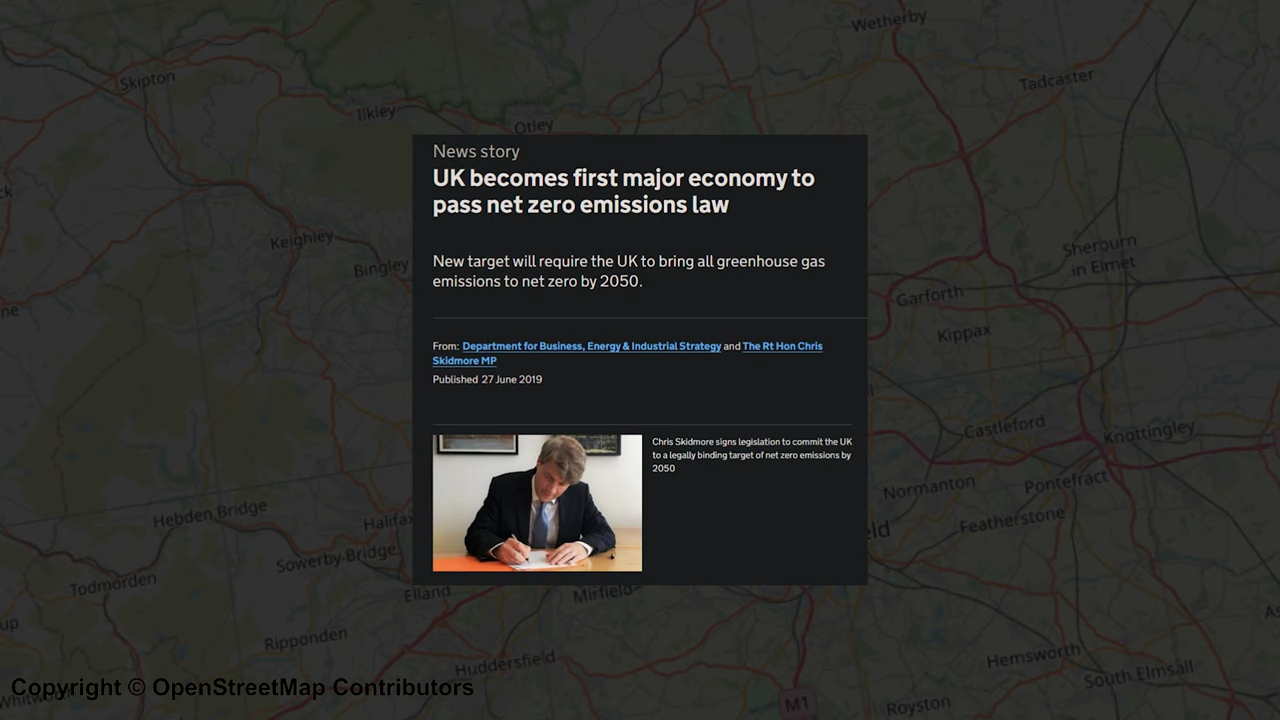 Wetherby
Skipton
Tadcaster
Ilkley
Otley
News story
UK becomes first major economy to
pass net zero emissions law
Keighley
Sherburn
in Elmet
Bingley
New target will require the UK to bring all greenhouse gas
emissions to net zero by 2050.
Garforth
Kippax
From: Department for Business, Energy & Industrial Strategy and The Rt Hon Chris
Skidmore MP
Published 27 June 2019
Castleford
Knottingley
Chris Skidmore signs legislation to commit the UK
to a legally binding target of net zero emissions by
2050
Normanton
Pontefract
Hebden Bridge
Halifax
Featherstone
Sowerby Bridge
Todmorden
Elland
Mirfield
Ripponden
Huddersfield
Hemsworth
South Elmsall
Copyright © OpenStreetMap Contributors
M1
Royston